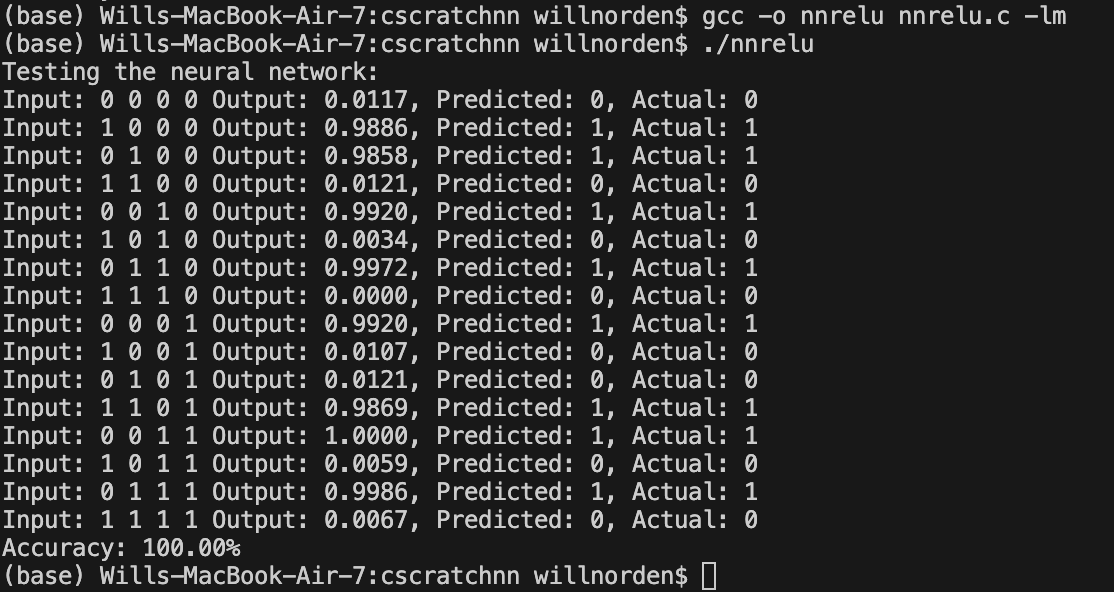 (base) Wills-MacBook-Air-7:cscratchnn willnorden$ gcc -o nnrelu nnrelu.c -lm
(base) Wills-MacBook-Air-7:cscratchnn willnorden$ ./nnrelu
Testing the neural network:
Input: 0 0 0 0 Output: 0.0117, Predicted: 0, Actual: 0
Input: 1 0 0 0 Output: 0.9886, Predicted: 1, Actual: 1
Input: 0 1 0 0 Output: 0.9858, Predicted: 1, Actual: 1
Input: 1 1 0 0 Output: 0.0121, Predicted: 0, Actual: 0
Input: 0 0 1 0 Output: 0.9920, Predicted: 1, Actual: 1
Input: 1 0 1 0 Output: 0.0034, Predicted: 0, Actual: 0
Input: 0 1 1 0 Output: 0.9972, Predicted: 1, Actual: 1
Input: 1 1 1 0 Output: 0.0000, Predicted: 0, Actual: 0
Input: 0 0 0 1 Output: 0.9920, Predicted: 1, Actual: 1
Input: 1 0 0 1 Output: 0.0107, Predicted: 0, Actual: 0
Input: 0 1 0 1 Output: 0.0121, Predicted: 0, Actual: 0
Input: 1 1 0 1 Output: 0.9869, Predicted: 1, Actual: 1
Input: 0 0 1 1 Output: 1.0000, Predicted: 1, Actual: 1
Input: 1 0 1 1 Output: 0.0059, Predicted: 0, Actual: 0
Input: 0 1 1 1 Output: 0.9986, Predicted: 1, Actual: 1
Input: 1 1 1 1 Output: 0.0067, Predicted: 0, Actual: 0
Accuracy: 100.00%
(base) Wills-MacBook-Air-7:cscratchnn willnorden$